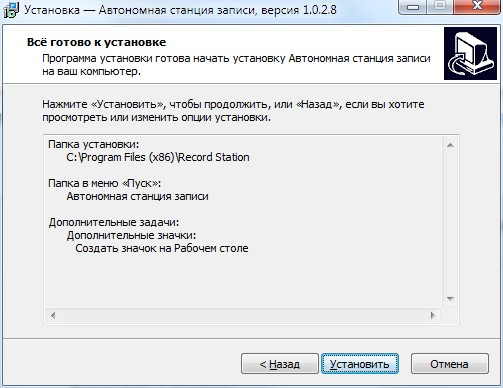 Установка — Автономная станция записи, версия 1.0.2.8
Всё готово к установке
Программа установки готова начать установку Автономная станция записи
на ваш компьютер.
Нажмите «Установить», чтобы продолжить, или «Назад», если вы хотите
просмотреть или изменить опции установки.
Папка установки:
C:\Program Files (x86)\Record Station
Папка в меню «Пуск»:
Автономная станция записи
Дополнительные задачи:
Дополнительные значки:
Создать значок на Рабочем столе
< Назад
Установить
Отмена